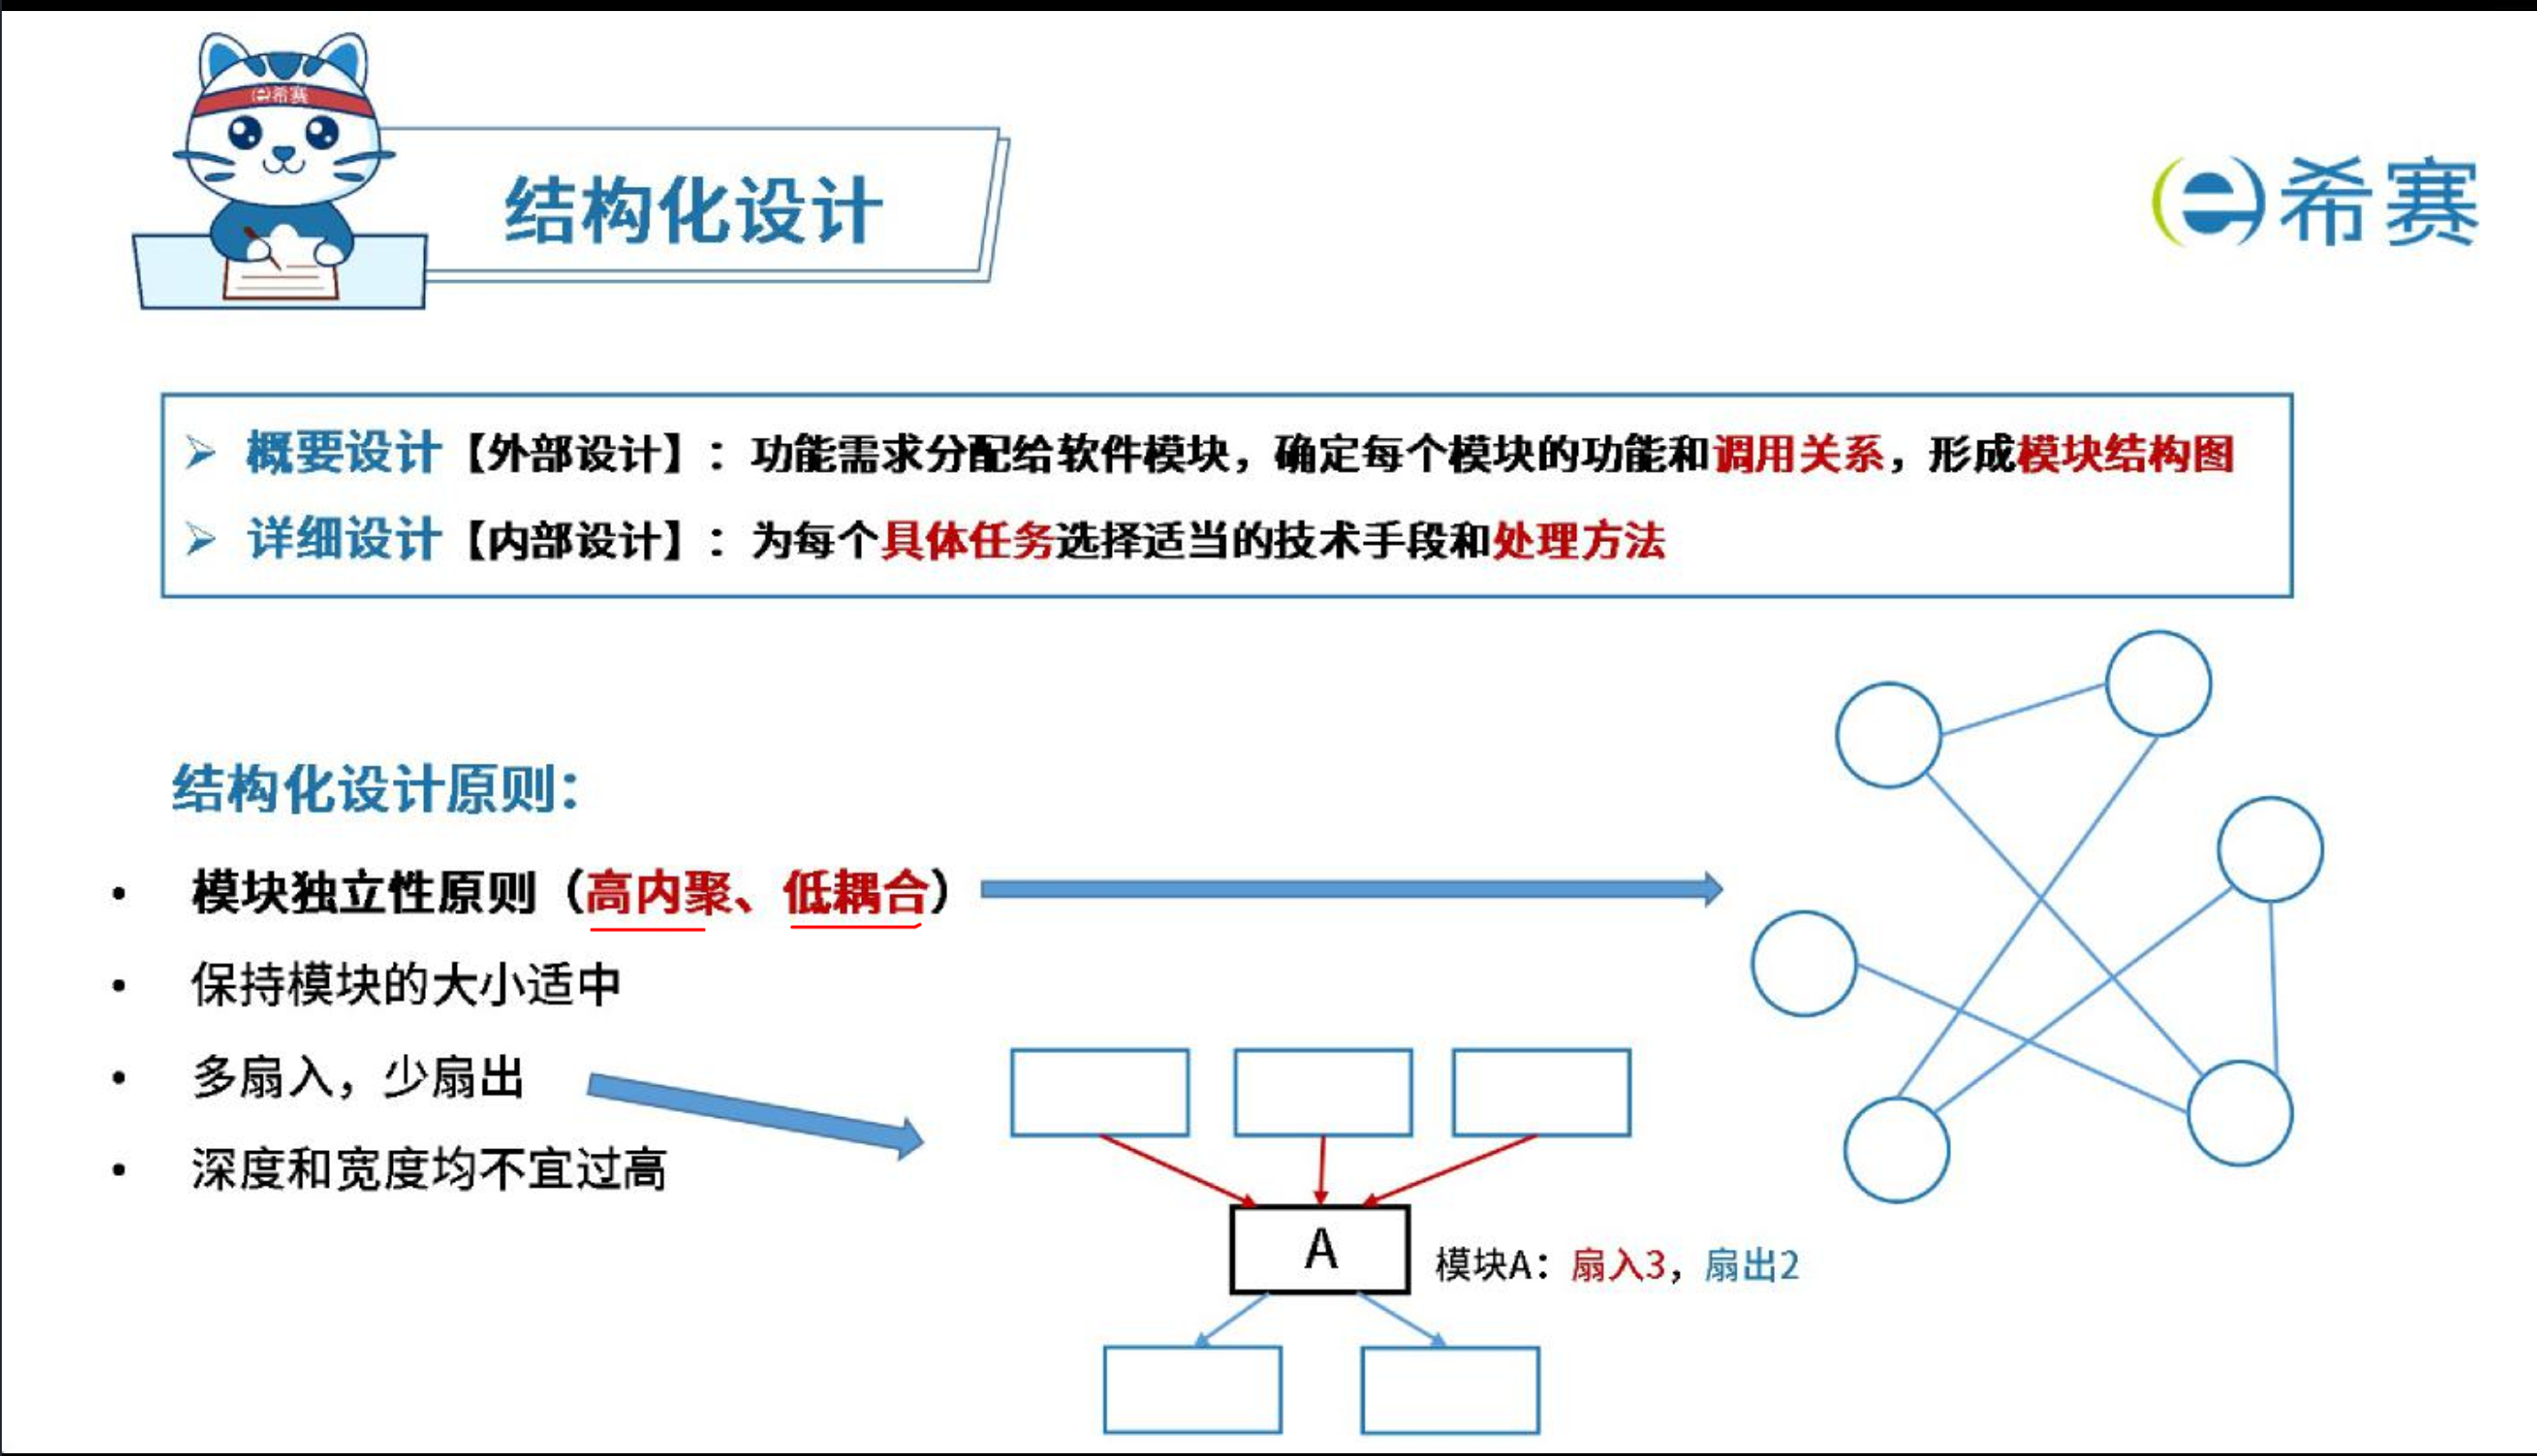 希赛
结构化设计
希赛
概要设计【外部设计】：功能需求分配给软件模块，确定每个模块的功能和调用关系，形成模块结构图
详细设计【内部设计】：为每个具体任务选择适当的技术手段和处理方法
结构化设计原则：
模块独立性原则（高内聚、低耦合）
保持模块的大小适中
多扇入，少扇出
深度和宽度均不宜过高
A
模块A：扇入3，扇出2